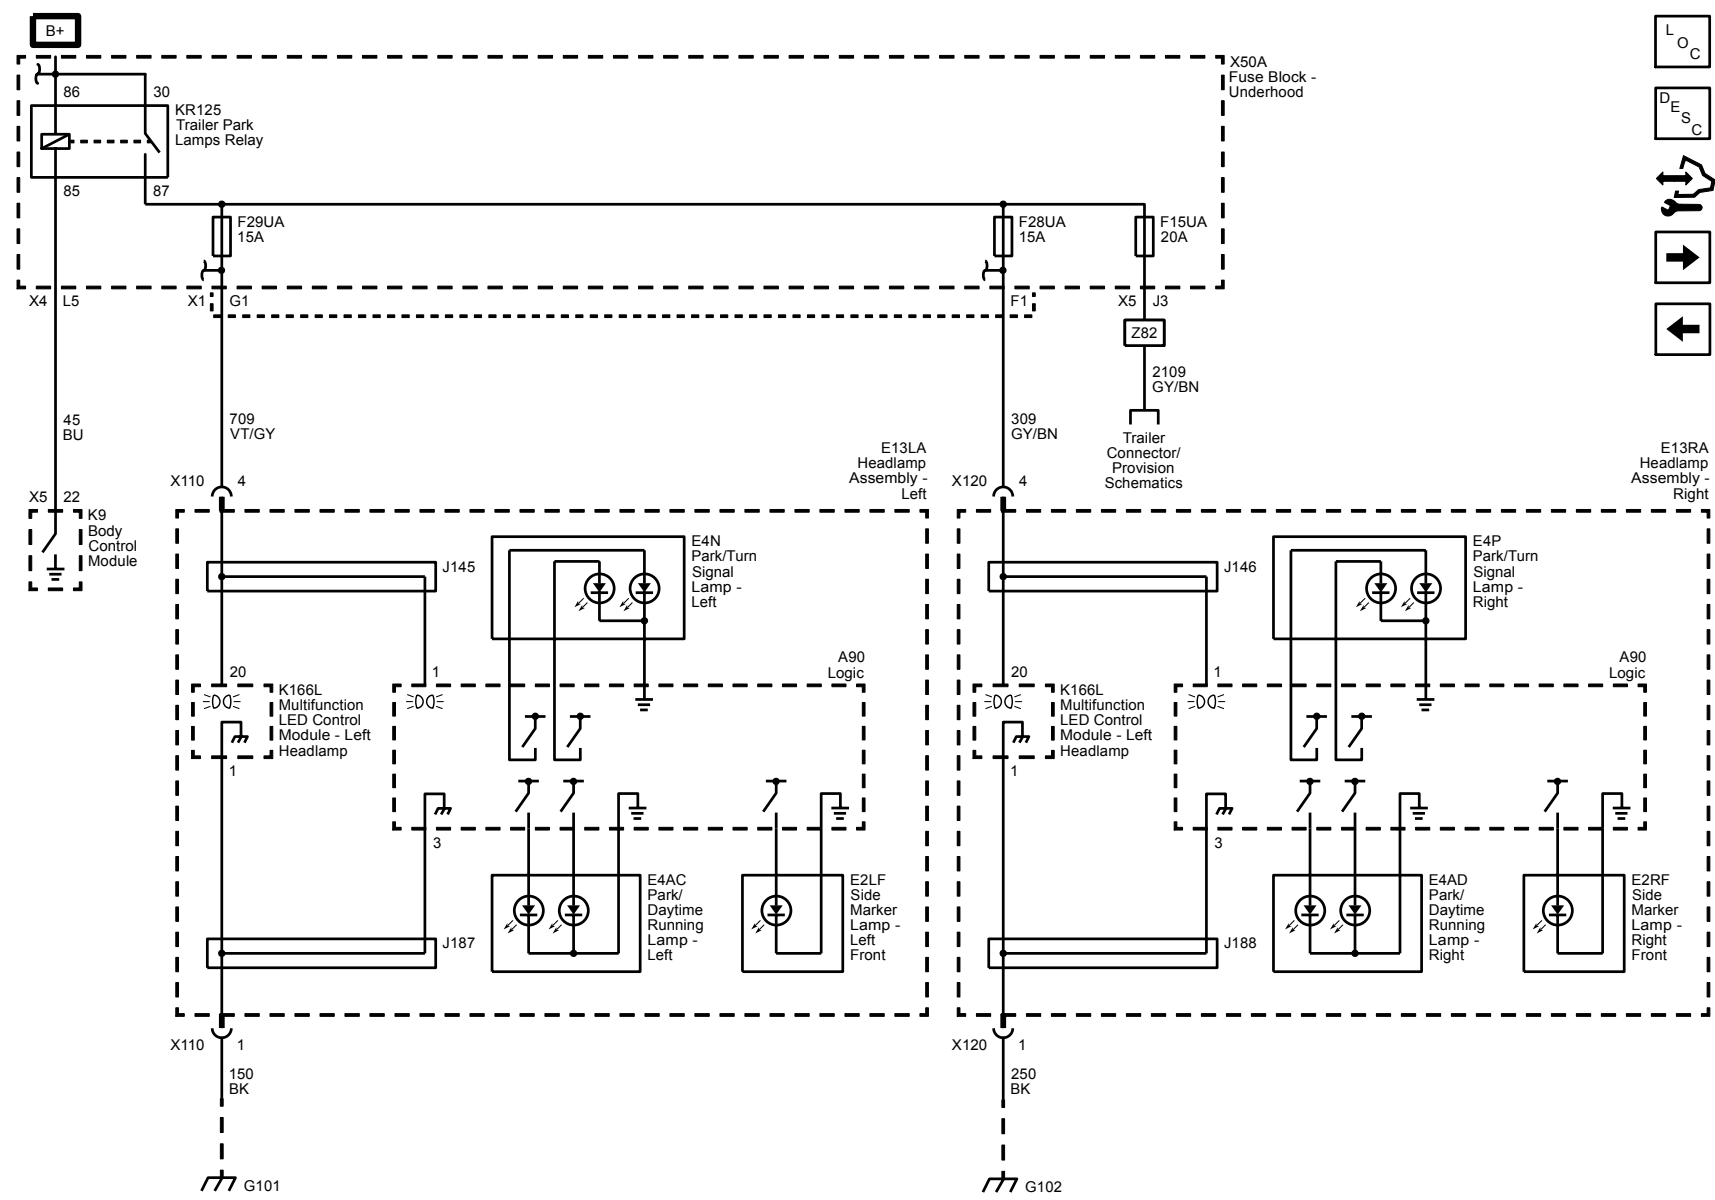 B+
X50A
Fuse Block -
Underhood
L
O
C
D
E
S
C
86
30
KR125
Trailer Park
Lamps Relay
85
87
F29UA
15A
F28UA
15A
F15UA
20A
X4
L5
X1
G1
F1
X5
J3
Z82
2109
GY/BN
45
BU
709
VT/GY
309
GY/BN
Trailer
Connector/
Provision
Schematics
X5
22
K9
Body
Control
Module
X110
4
E13LA
Headlamp
Assembly -
Left
X120
4
E13RA
Headlamp
Assembly -
Right
J145
E4N
Park/Turn
Signal
Lamp -
Left
J146
E4P
Park/Turn
Signal
Lamp -
Right
20
1
A90
Logic
20
1
A90
Logic
K166L
Multifunction
LED Control
Module - Left
Headlamp
K166L
Multifunction
LED Control
Module - Left
Headlamp
1
1
3
3
E4AC
Park/
Daytime
Running
Lamp -
Left
E2LF
Side
Marker
Lamp -
Left
Front
E4AD
Park/
Daytime
Running
Lamp -
Right
E2RF
Side
Marker
Lamp -
Right
Front
J187
J188
X110
1
X120
1
150
BK
250
BK
G101
G102